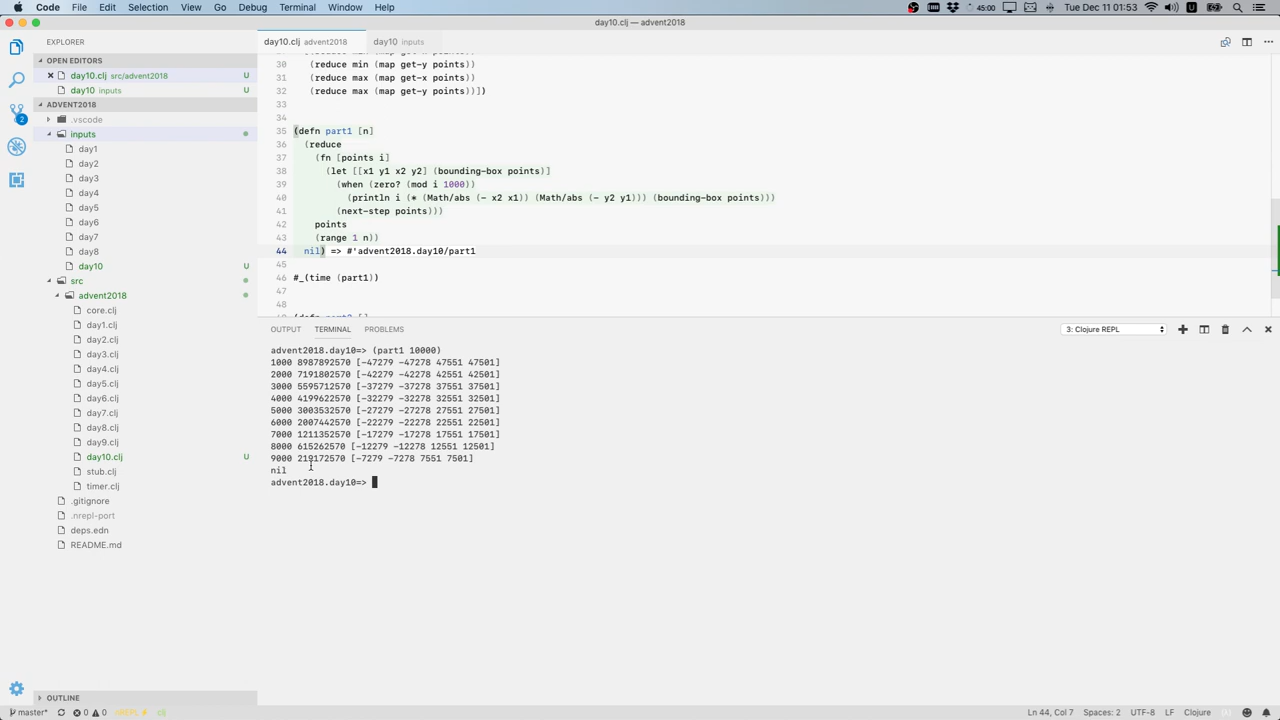 Code File Edit Selection View Go Debug Terminal Window Help 45:00 Tue Dec 11 01:53
day10.clj — advent2018
EXPLORER
day10.clj advent2018
day10 inputs
OPEN EDITORS
day10.clj src/advent2018 U
day10 inputs U
ADVENT2018
.vscode
inputs
day1
day2
day3
day4
day5
day6
day7
day8
day10 U
src
advent2018
core.clj
day1.clj
day2.clj
day3.clj
day4.clj
day5.clj
day6.clj
day7.clj
day8.clj
day9.clj
day10.clj U
stub.clj
timer.clj
.gitignore
.nrepl-port
deps.edn
README.md
OUTLINE
2
30 (reduce min (map get-y points))
31 (reduce max (map get-x points))
32 (reduce max (map get-y points))])
33
34
35 (defn part1 [n]
36 (reduce
37 (fn [points i]
38 (let [[x1 y1 x2 y2] (bounding-box points)]
39 (when (zero? (mod i 1000))
40 (println i (* (Math/abs (- x2 x1)) (Math/abs (- y2 y1))) (bounding-box points)))
41 (next-step points)))
42 points
43 (range 1 n))
44 nil) => #'advent2018.day10/part1
45
46 #_(time (part1))
47
48
OUTPUT TERMINAL PROBLEMS 3: Clojure REPL
advent2018.day10=> (part1 10000)
1000 8987892570 [-47279 -47278 47551 47501]
2000 7191802570 [-42279 -42278 42551 42501]
3000 5595712570 [-37279 -37278 37551 37501]
4000 4199622570 [-32279 -32278 32551 32501]
5000 3003532570 [-27279 -27278 27551 27501]
6000 2007442570 [-22279 -22278 22551 22501]
7000 1211352570 [-17279 -17278 17551 17501]
8000 615262570 [-12279 -12278 12551 12501]
9000 219172570 [-7279 -7278 7551 7501]
nil
advent2018.day10=>
master* 0 0 clj Ln 44, Col 7 Spaces: 2 UTF-8 LF Clojure